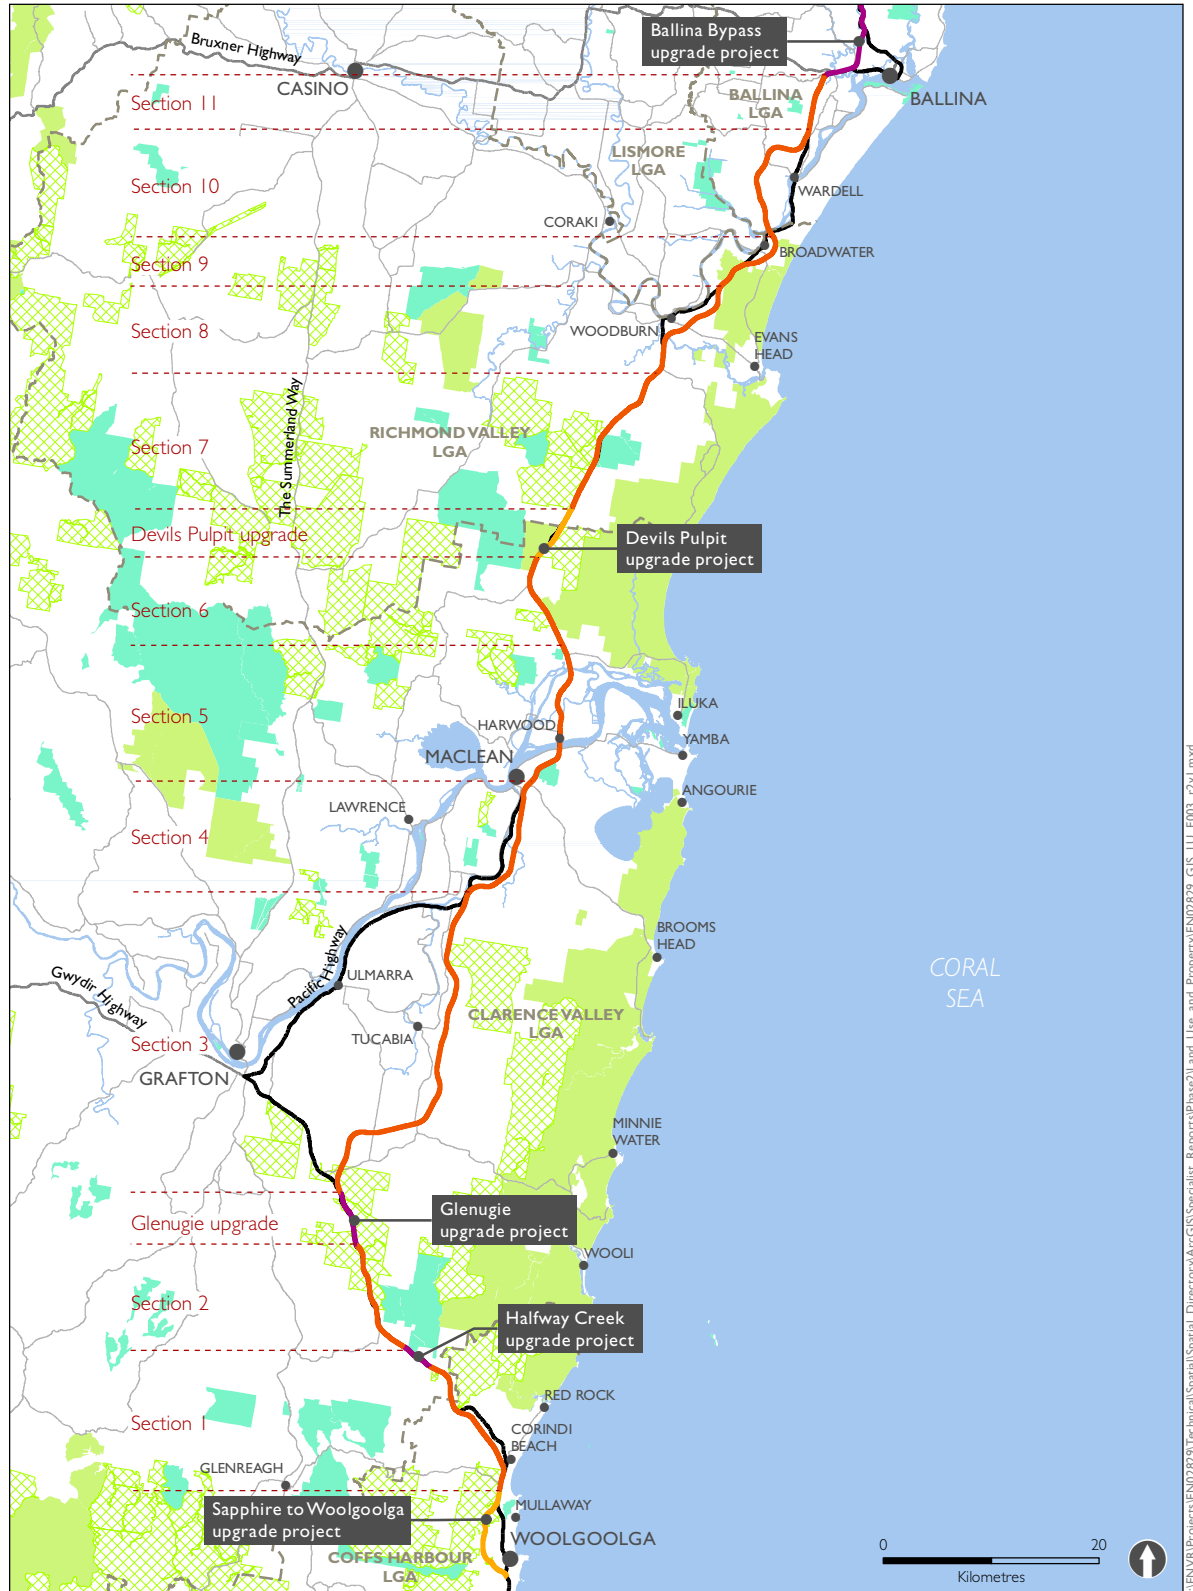 Ballina Bypass
upgrade project
Bruxner Highway
CASINO
BALLINA
BALLINA
LGA
Section 11
LISMORE
LGA
Section 10
WARDELL
CORAKI
BROADWATER
Section 9
WOODBURN
Section 8
EVANS
HEAD
The Summerland Way
RICHMOND VALLEY
LGA
Section 7
Devils Pulpit upgrade
Devils Pulpit
upgrade project
Section 6
ILUKA
Section 5
HARWOOD
YAMBA
MACLEAN
ANGOURIE
LAWRENCE
Section 4
BROOMS
HEAD
CORAL
SEA
Pacific Highway
ULMARRA
Gwydir Highway
CLARENCE VALLEY
LGA
TUCABIA
Section 3
GRAFTON
MINNIE
WATER
Glenugie upgrade
Glenugie
upgrade project
WOOLI
Section 2
Halfway Creek
upgrade project
RED ROCK
Section 1
CORINDI
BEACH
GLENREAGH
MULLAWAY
Sapphire to Woolgoolga
upgrade project
WOOLGOOLGA
COFFS HARBOUR
LGA
0 20
Kilometres